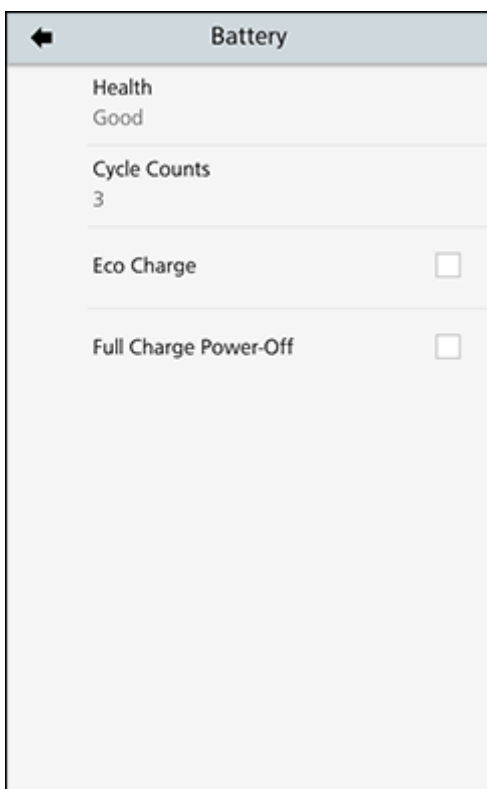 Battery
Health
Good
Cycle Counts
3
Eco Charge
Full Charge Power-Off